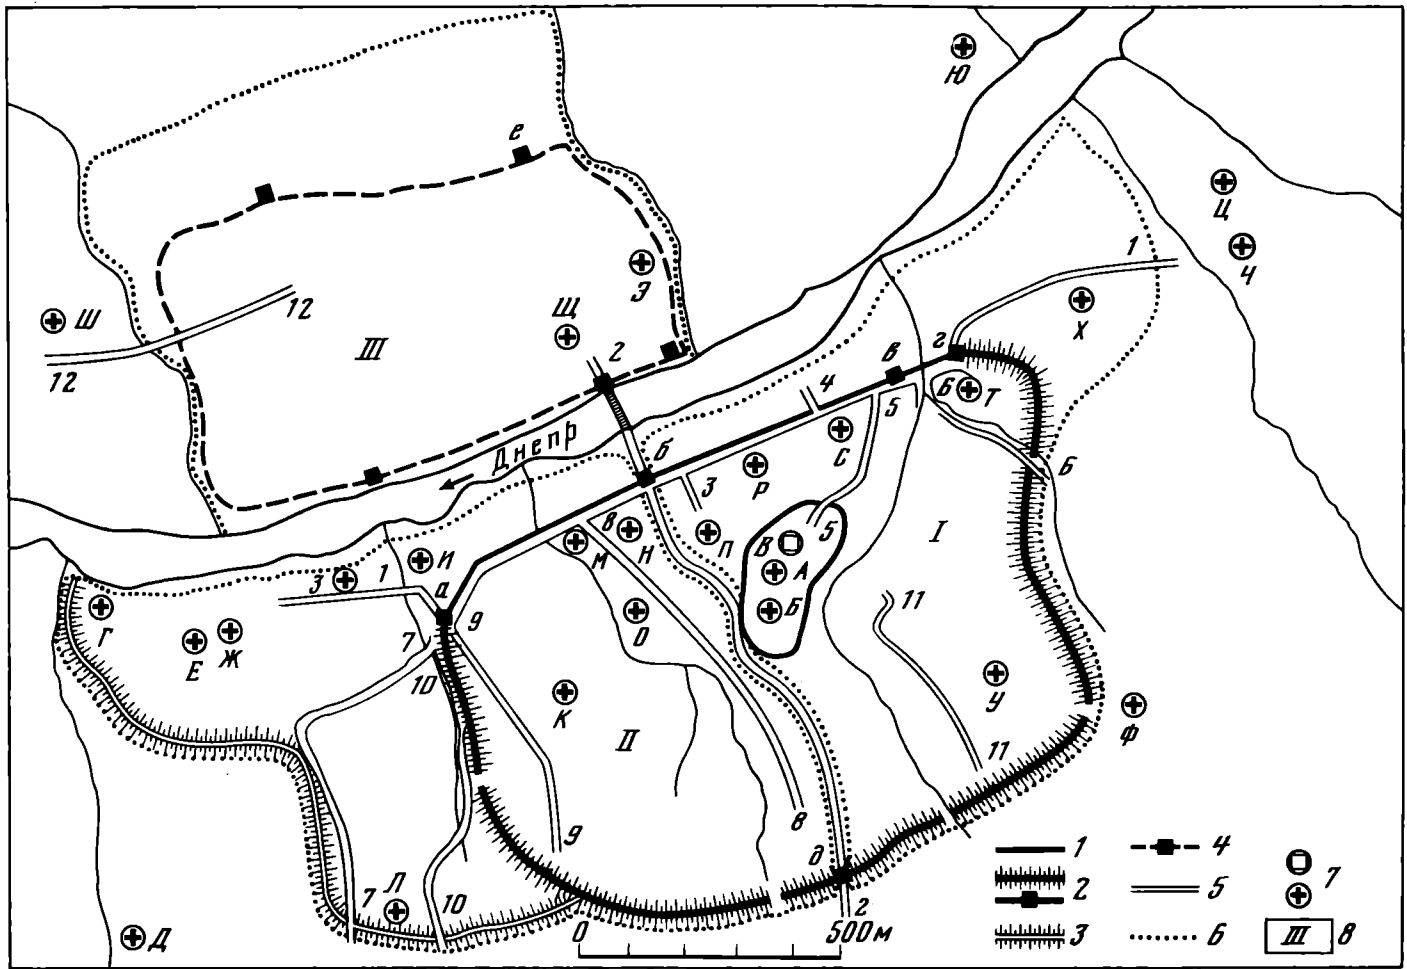 Ю
е
Ц
1
Ч
Э
Х
Щ
Ш
12
III
2
г
в
12
4
Б
Т
5
Днепр
б
С
6
Р
3
8
П
5
I
И
М
Н
В
З
1
а
А
Г
9
О
Б
11
Е
Ж
7
10
У
К
II
Ф
11
9
8
д
1
4
7
Л
2
5
7
10
2
0
500 м
3
6
III
8
Д